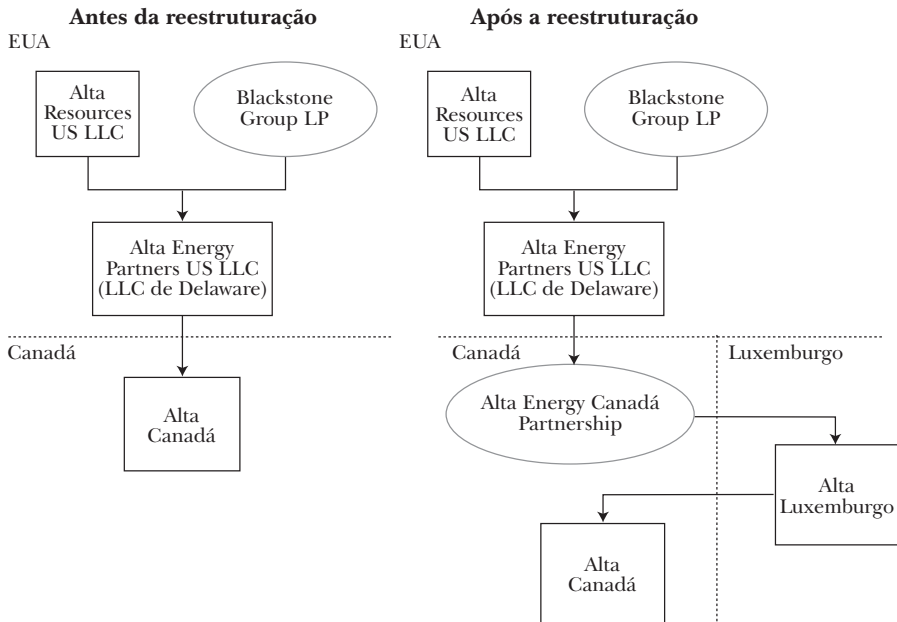 Antes da reestruturação
EUA
Alta
Resources
US LLC
Blackstone
Group LP
Alta Energy
Partners US LLC
(LLC de Delaware)
Canadá
Alta
Canadá
Após a reestruturação
EUA
Alta
Resources
US LLC
Blackstone
Group LP
Alta Energy
Partners US LLC
(LLC de Delaware)
Canadá
Luxemburgo
Alta Energy Canadá
Partnership
Alta
Luxemburgo
Alta
Canadá